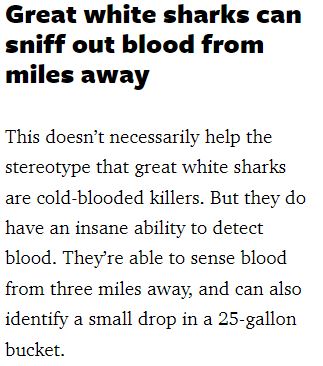 Great white sharks can
sniff out blood from
miles away
This doesn’t necessarily help the
stereotype that great white sharks
are cold-blooded killers. But they do
have an insane ability to detect
blood. They’re able to sense blood
from three miles away, and can also
identify a small drop in a 25-gallon
bucket.